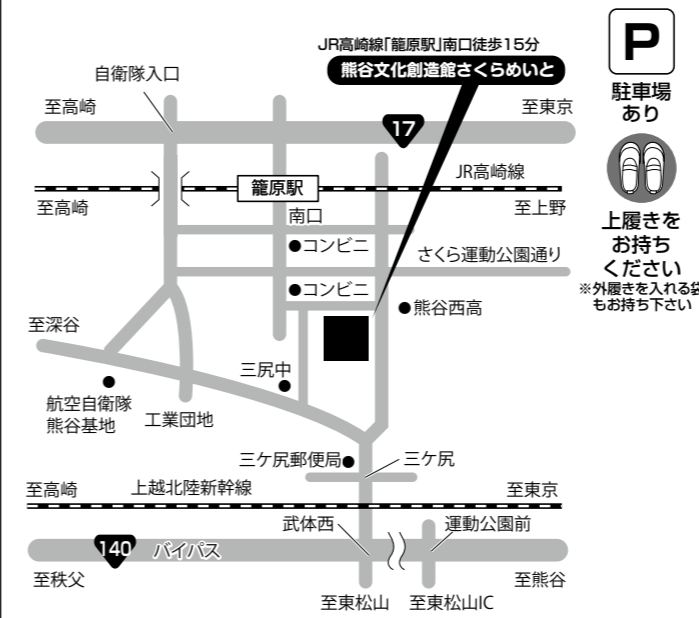 JR高崎線「籠原駅」南口徒歩15分
熊谷文化創造館さくらめいと
P
駐車場
あり
上履きを
お持ち
ください
※外履きを入れる袋
もお持ち下さい
自衛隊入口
至高崎
至東京
17
JR高崎線
籠原駅
至高崎
至上野
南口
●コンビニ
さくら運動公園通り
●コンビニ
●熊谷西高
至深谷
三尻中
航空自衛隊
熊谷基地
工業団地
三ケ尻郵便局●
三ケ尻
至高崎
上越北陸新幹線
至東京
武体西
運動公園前
140
バイパス
至秩父
至熊谷
至東松山
至東松山IC